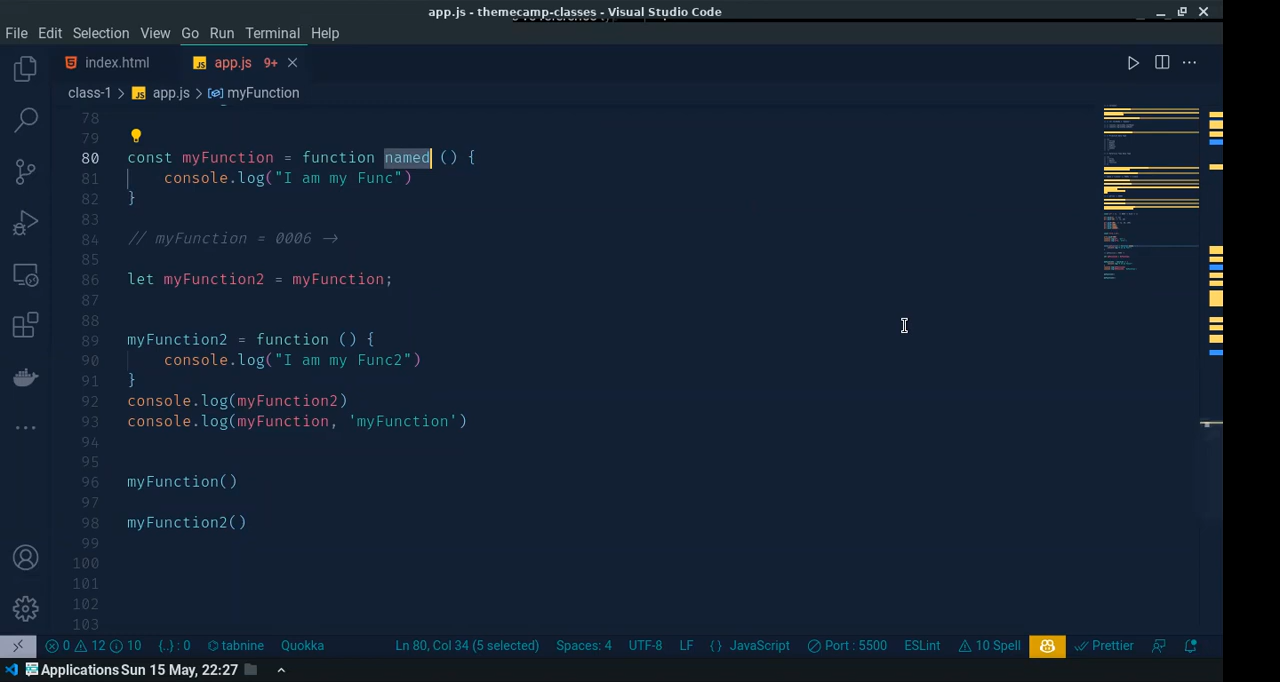 app.js - themecamp-classes - Visual Studio Code
File Edit Selection View Go Run Terminal Help
index.html
JS app.js 9+
class-1 > JS app.js > myFunction
78
79
80 const myFunction = function named () {
81 console.log("I am my Func")
82 }
83
84 // myFunction = 0006 ->
85
86 let myFunction2 = myFunction;
87
88
89 myFunction2 = function () {
90 console.log("I am my Func2")
91 }
92 console.log(myFunction2)
93 console.log(myFunction, 'myFunction')
94
95
96 myFunction()
97
98 myFunction2()
99
100
101
102
103
0 12 10 {..} : 0 tabnine Quokka Ln 80, Col 34 (5 selected) Spaces: 4 UTF-8 LF {} JavaScript Port : 5500 ESLint 10 Spell Prettier
Applications Sun 15 May, 22:27